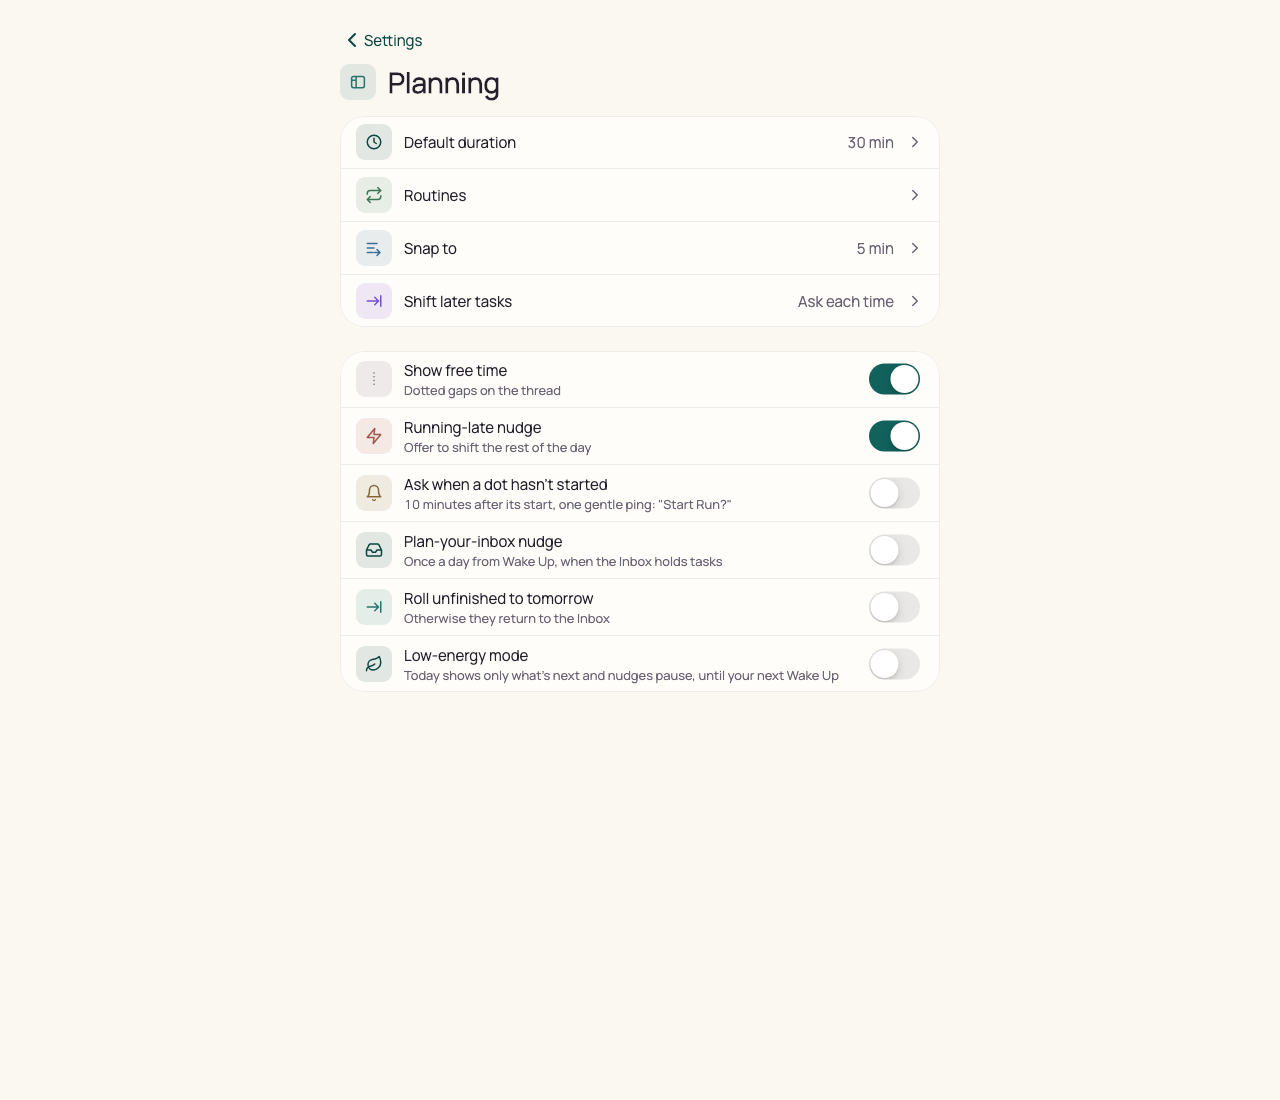 Settings
Planning
Default duration 30 min
Routines
Snap to 5 min
Shift later tasks Ask each time
Show free time
Dotted gaps on the thread
Running-late nudge
Offer to shift the rest of the day
Ask when a dot hasn't started
10 minutes after its start, one gentle ping: "Start Run?"
Plan-your-inbox nudge
Once a day from Wake Up, when the Inbox holds tasks
Roll unfinished to tomorrow
Otherwise they return to the Inbox
Low-energy mode
Today shows only what's next and nudges pause, until your next Wake Up